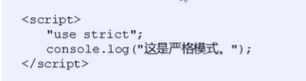 <script>
"use strict";
console.log("这是严格模式。");
</script>